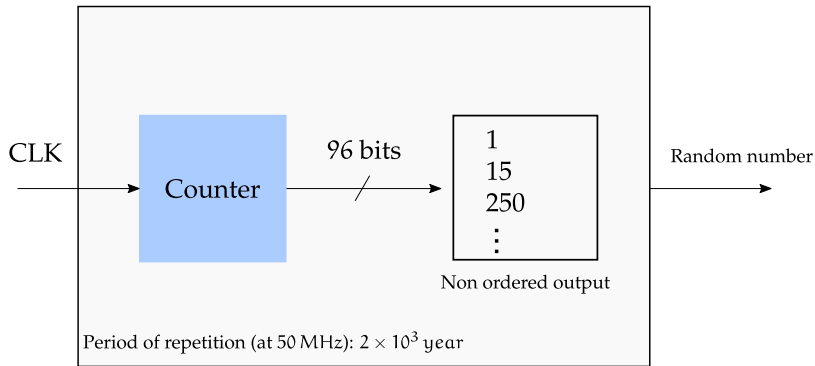 CLK
Counter
96 bits
1
15
250
⋮
Non ordered output
Random number
Period of repetition (at 50 MHz): 2 × 10³ year